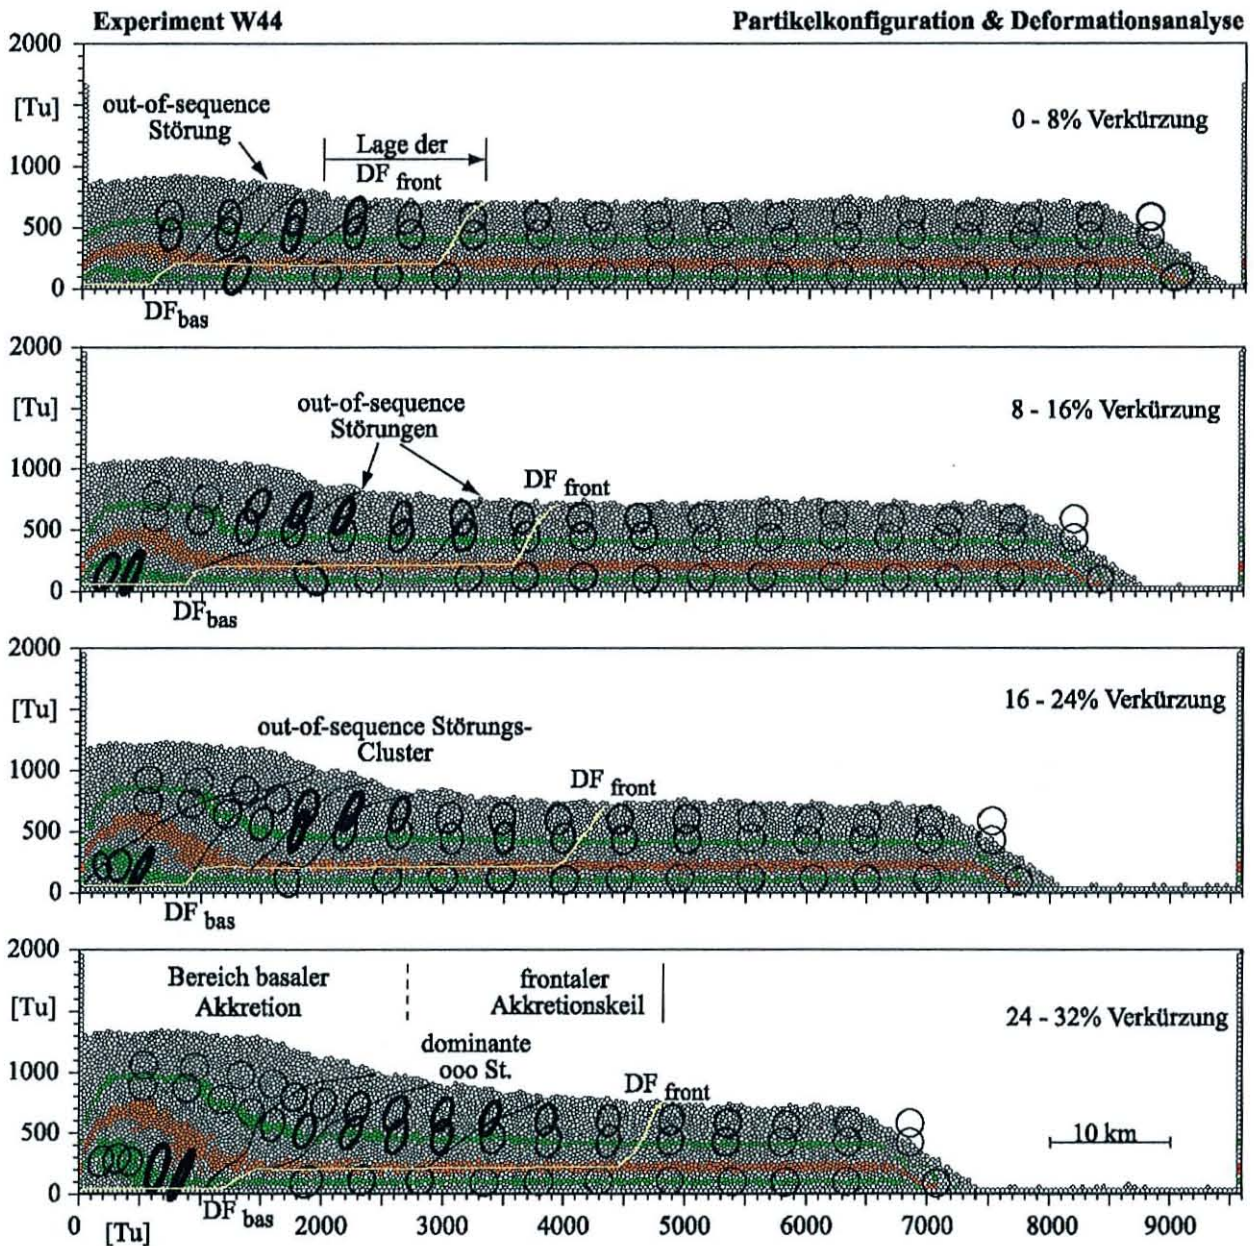 Experiment W44
Partikelkonfiguration & Deformationsanalyse
2000
[Tu]
1000
500
0
out-of-sequence
Störung
Lage der
DF front
0 - 8% Verkürzung
DFbas
2000
[Tu]
1000
500
0
out-of-sequence
Störungen
DF front
8 - 16% Verkürzung
DFbas
2000
[Tu]
1000
500
0
out-of-sequence Störungs-
Cluster
DF front
16 - 24% Verkürzung
DF bas
2000
[Tu]
1000
500
0
Bereich basaler
Akkretion
frontaler
Akkretionskeil
dominante
ooo St.
DF front
24 - 32% Verkürzung
10 km
DFbas
0 [Tu] 2000 3000 4000 5000 6000 7000 8000 9000